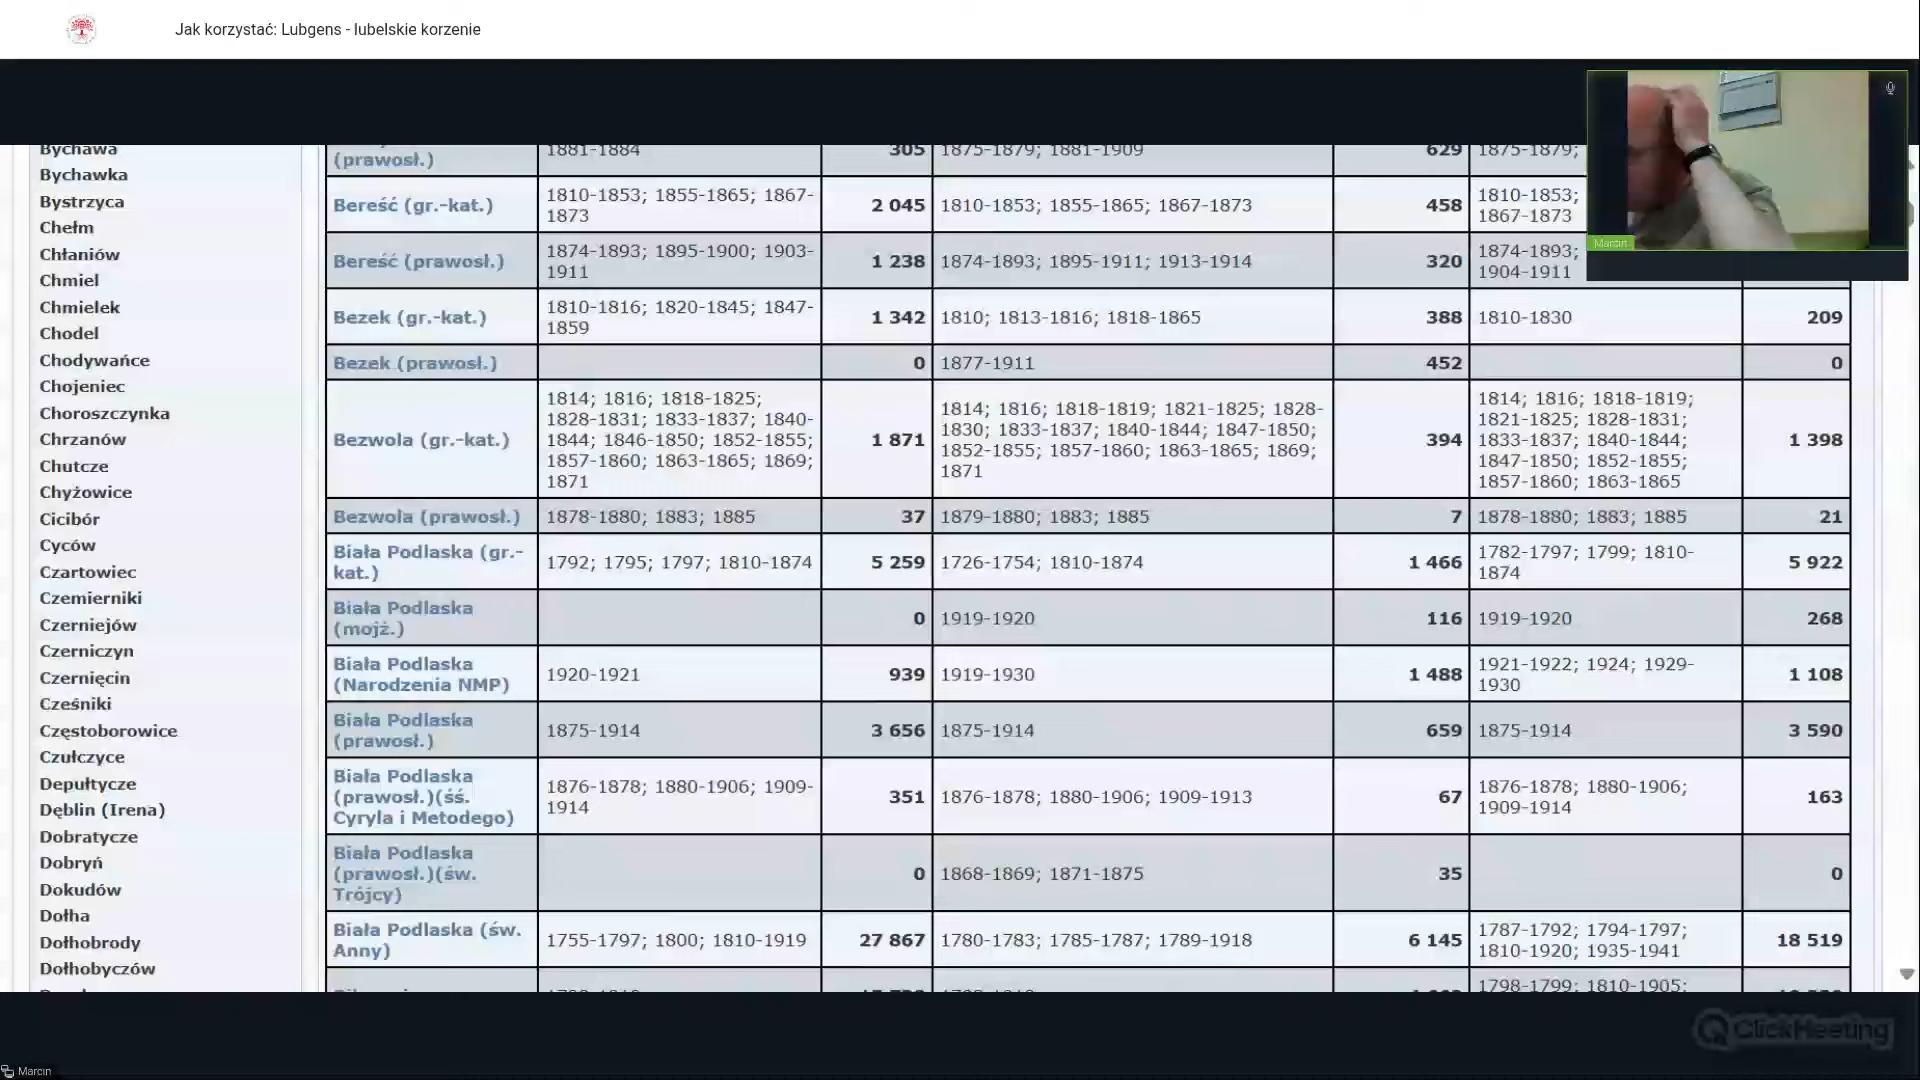 Jak korzystać: Lubgens - lubelskie korzenie
Marcin
Bychawa
Bychawka
Bystrzyca
Chełm
Chłaniów
Chmiel
Chmielek
Chodel
Chodywańce
Chojeniec
Choroszczynka
Chrzanów
Chutcze
Chyżowice
Cicibór
Cyców
Czartowiec
Czemierniki
Czerniejów
Czerniczyn
Czernięcin
Cześniki
Częstoborowice
Czułczyce
Depułtycze
Dęblin (Irena)
Dobratycze
Dobryń
Dokudów
Dołha
Dołhobrody
Dołhobyczów
(prawosł.) 1881-1884 305 1875-1879; 1881-1909 629 1875-1879;
Bereść (gr.-kat.) 1810-1853; 1855-1865; 1867-
1873 2 045 1810-1853; 1855-1865; 1867-1873 458 1810-1853;
1867-1873
Bereść (prawosł.) 1874-1893; 1895-1900; 1903-
1911 1 238 1874-1893; 1895-1911; 1913-1914 320 1874-1893;
1904-1911
Bezek (gr.-kat.) 1810-1816; 1820-1845; 1847-
1859 1 342 1810; 1813-1816; 1818-1865 388 1810-1830 209
Bezek (prawosł.) 0 1877-1911 452 0
Bezwola (gr.-kat.) 1814; 1816; 1818-1825;
1828-1831; 1833-1837; 1840-
1844; 1846-1850; 1852-1855;
1857-1860; 1863-1865; 1869;
1871 1 871 1814; 1816; 1818-1819; 1821-1825; 1828-
1830; 1833-1837; 1840-1844; 1847-1850;
1852-1855; 1857-1860; 1863-1865; 1869;
1871 394 1814; 1816; 1818-1819;
1821-1825; 1828-1831;
1833-1837; 1840-1844;
1847-1850; 1852-1855;
1857-1860; 1863-1865 1 398
Bezwola (prawosł.) 1878-1880; 1883; 1885 37 1879-1880; 1883; 1885 7 1878-1880; 1883; 1885 21
Biała Podlaska (gr.-
kat.) 1792; 1795; 1797; 1810-1874 5 259 1726-1754; 1810-1874 1 466 1782-1797; 1799; 1810-
1874 5 922
Biała Podlaska
(mojż.) 0 1919-1920 116 1919-1920 268
Biała Podlaska
(Narodzenia NMP) 1920-1921 939 1919-1930 1 488 1921-1922; 1924; 1929-
1930 1 108
Biała Podlaska
(prawosł.) 1875-1914 3 656 1875-1914 659 1875-1914 3 590
Biała Podlaska
(prawosł.)(śś.
Cyryla i Metodego) 1876-1878; 1880-1906; 1909-
1914 351 1876-1878; 1880-1906; 1909-1913 67 1876-1878; 1880-1906;
1909-1914 163
Biała Podlaska
(prawosł.)(św.
Trójcy) 0 1868-1869; 1871-1875 35 0
Biała Podlaska (św.
Anny) 1755-1797; 1800; 1810-1919 27 867 1780-1783; 1785-1787; 1789-1918 6 145 1787-1792; 1794-1797;
1810-1920; 1935-1941 18 519
1798-1799; 1810-1905;
ClickMeeting
Marcin